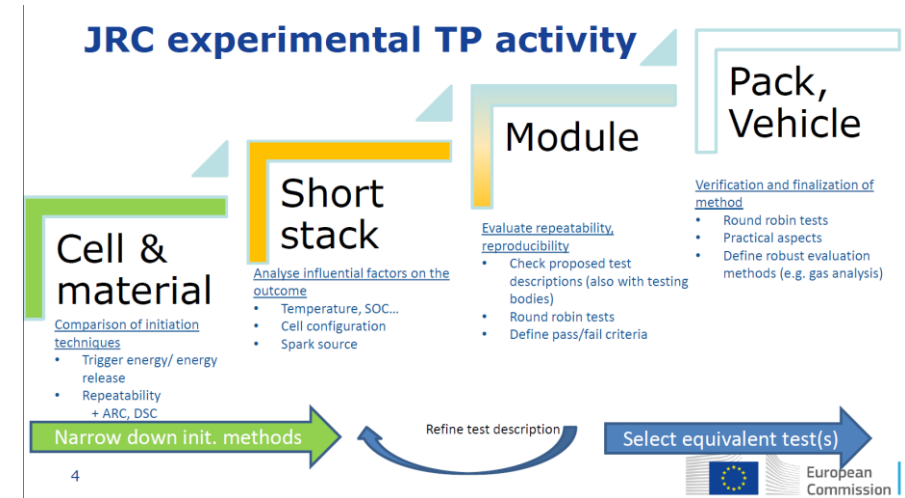 JRC experimental TP activity
Cell &
material
Comparison of initiation
techniques
• Trigger energy/ energy
release
• Repeatability
+ ARC, DSC
Short
stack
Analyse influential factors on the
outcome
• Temperature, SOC...
• Cell configuration
• Spark source
Module
Evaluate repeatability,
reproducibility
• Check proposed test
descriptions (also with testing
bodies)
• Round robin tests
• Define pass/fail criteria
Pack,
Vehicle
Verification and finalization of
method
• Round robin tests
• Practical aspects
• Define robust evaluation
methods (e.g. gas analysis)
Narrow down init. methods
Refine test description
Select equivalent test(s)
4
European
Commission